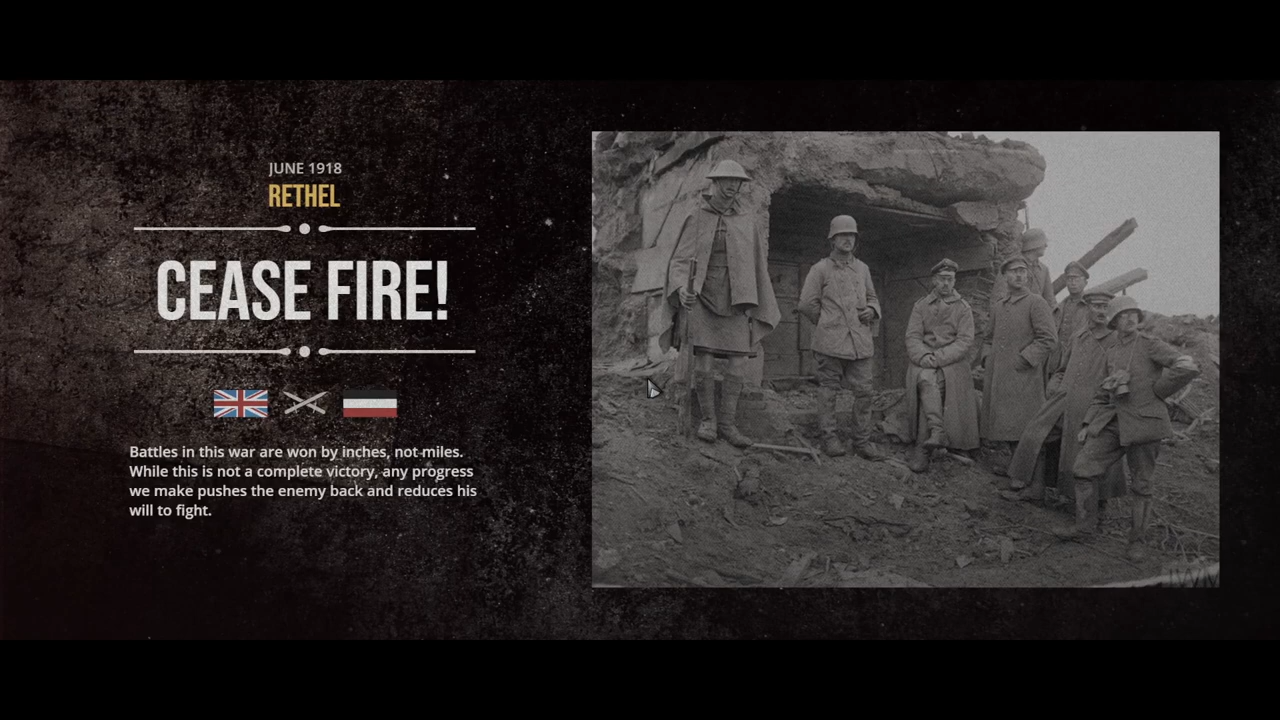 JUNE 1918
RETHEL
CEASE FIRE!
Battles in this war are won by inches, not miles.
While this is not a complete victory, any progress
we make pushes the enemy back and reduces his
will to fight.
IWM